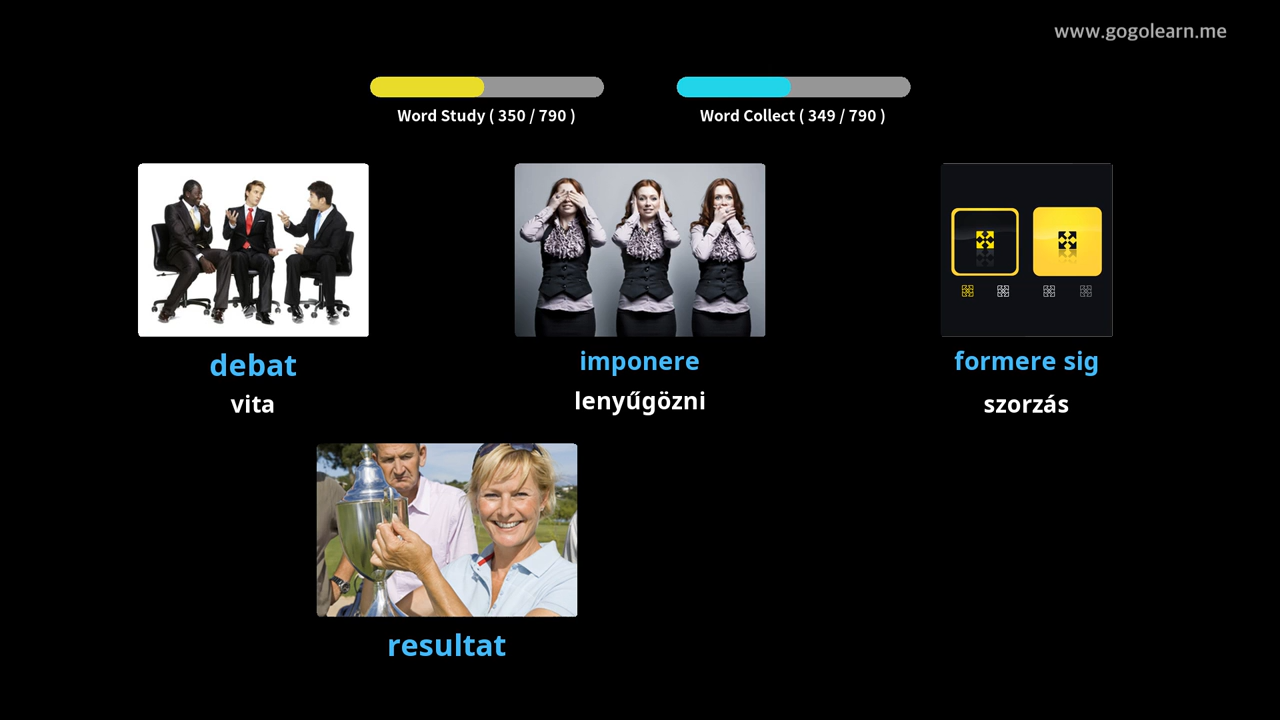 www.gogolearn.me
Word Study ( 350 / 790 )
Word Collect ( 349 / 790 )
debat
vita
imponere
lenyűgözni
formere sig
szorzás
resultat